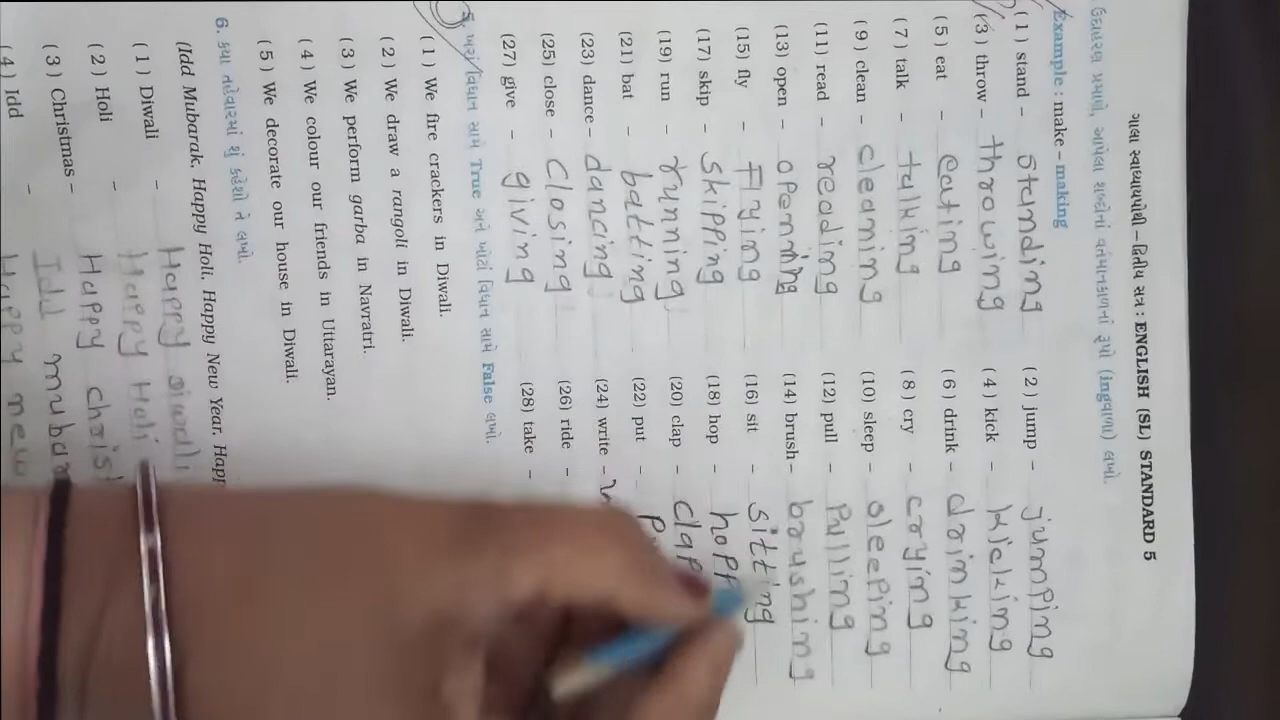 ગાલા સ્વાધ્યાયપોથી – દ્વિતીય સત્ર : ENGLISH (SL) STANDARD 5
ઉદાહરણ પ્રમાણે, આપેલા શબ્દોનાં વર્તમાનકાળનાં રૂપો (ingવાળા) લખો.
Example : make – making
(1) stand – standing (2) jump – jumping
(3) throw – throwing (4) kick – kicking
(5) eat – eating (6) drink – drinking
(7) talk – talking (8) cry – crying
(9) clean – cleaning (10) sleep – sleeping
(11) read – reading (12) pull – Pulling
(13) open – openning (14) brush – brushing
(15) fly – Flying (16) sit – sitting
(17) skip – skipping (18) hop –
(19) run – running (20) clap –
(21) bat – batting (22) put –
(23) dance – dancing (24) write –
(25) close – closing (26) ride –
(27) give – giving (28) take –
5. ખરાં વિધાન સામે True અને ખોટાં વિધાન સામે False લખો.
(1) We fire crackers in Diwali.
(2) We draw a rangoli in Diwali.
(3) We perform garba in Navratri.
(4) We colour our friends in Uttarayan.
(5) We decorate our house in Diwali.
6. કયા તહેવારમાં શું કહેશો તે લખો.
(Idd Mubarak, Happy Holi, Happy New Year,
(1) Diwali – Happy diwali
(2) Holi – Happy Holi
(3) Christmas – Happy
(4) Idd – Idd
Happy new